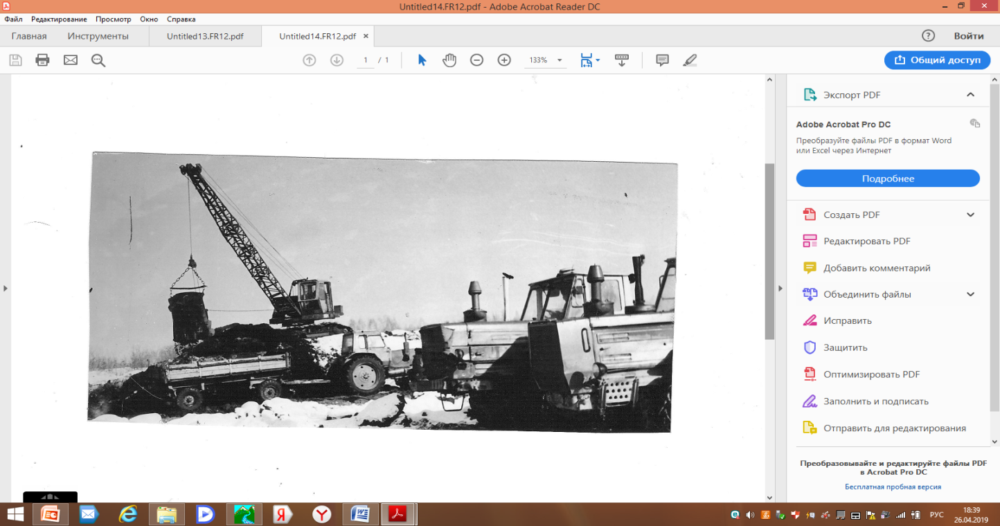 Untitled14.FR12.pdf - Adobe Acrobat Reader DC
Файл Редактирование Просмотр Окно Справка
Главная Инструменты Untitled13.FR12.pdf Untitled14.FR12.pdf × Войти
1 / 1 133% Общий доступ
Экспорт PDF
Adobe Acrobat Pro DC
Преобразуйте файлы PDF в формат Word
или Excel через Интернет
Подробнее
Создать PDF
Редактировать PDF
Добавить комментарий
Объединить файлы
Исправить
Защитить
Оптимизировать PDF
Заполнить и подписать
Отправить для редактирования
Преобразовывайте и редактируйте файлы PDF
в Acrobat Pro DC
Бесплатная пробная версия
РУС
18:39
26.04.2019